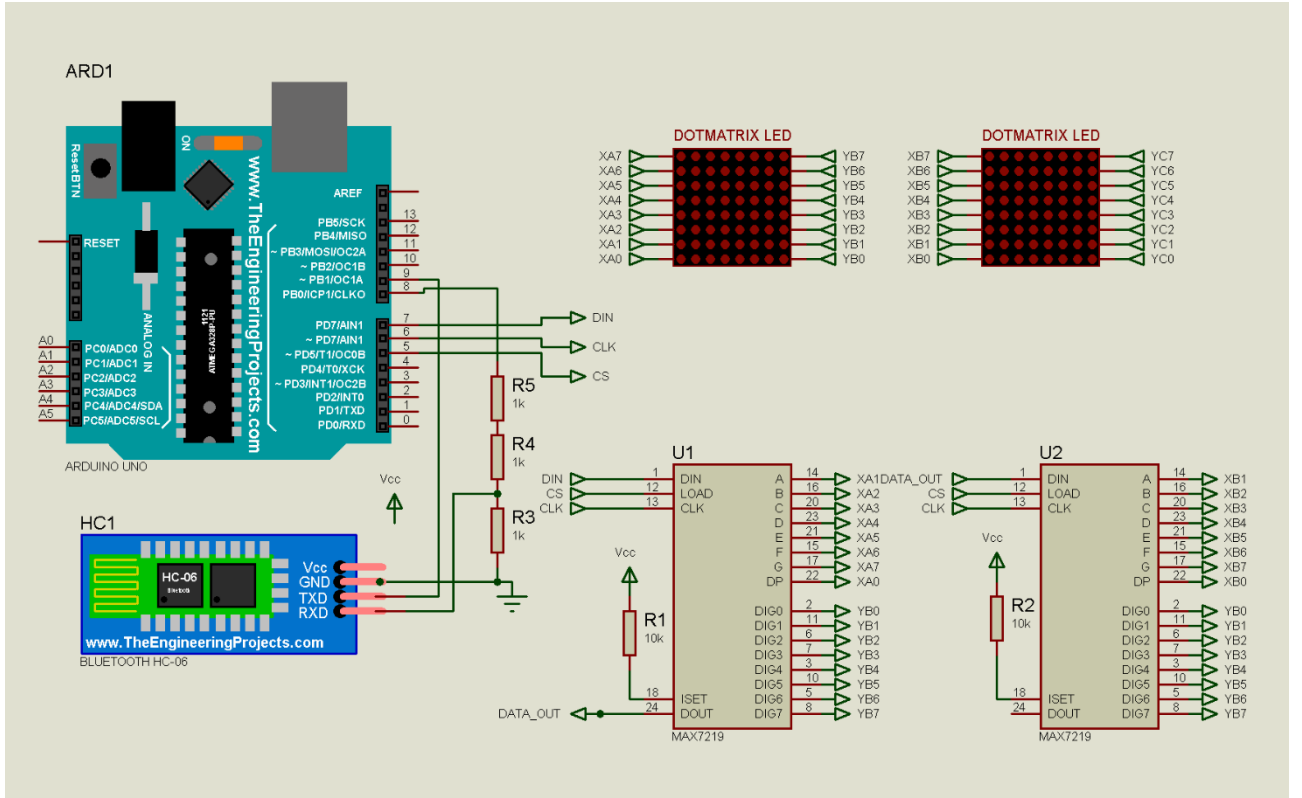 ARD1
ResetBTN
ON
www.TheEngineeringProjects.com
1121
ATMEGA328P-PU
ANALOG IN
RESET
AREF
PB5/SCK 13
PB4/MISO 12
~ PB3/MOSI/OC2A 11
~ PB2/OC1B 10
~ PB1/OC1A 9
PB0/ICP1/CLKO 8
PD7/AIN1 7
~ PD7/AIN1 6
~ PD5/T1/OC0B 5
PD4/T0/XCK 4
~ PD3/INT1/OC2B 3
PD2/INT0 2
PD1/TXD 1
PD0/RXD 0
A0 PC0/ADC0
A1 PC1/ADC1
A2 PC2/ADC2
A3 PC3/ADC3
A4 PC4/ADC4/SDA
A5 PC5/ADC5/SCL
ARDUINO UNO
DIN
CLK
CS
DOTMATRIX LED
XA7 YB7
XA6 YB6
XA5 YB5
XA4 YB4
XA3 YB3
XA2 YB2
XA1 YB1
XA0 YB0
DOTMATRIX LED
XB7 YC7
XB6 YC6
XB5 YC5
XB4 YC4
XB3 YC3
XB2 YC2
XB1 YC1
XB0 YC0
R5
1k
R4
1k
R3
1k
Vcc
HC1
HC-06
Vcc
GND
TXD
RXD
www.TheEngineeringProjects.com
BLUETOOTH HC-06
U1
DIN 1 DIN A 14 XA1
CS 12 LOAD B 16 XA2
CLK 13 CLK C 20 XA3
D 23 XA4
E 21 XA5
F 15 XA6
G 17 XA7
DP 22 XA0
DIG0 2 YB0
DIG1 11 YB1
DIG2 6 YB2
DIG3 7 YB3
DIG4 3 YB4
DIG5 10 YB5
18 ISET DIG6 5 YB6
DATA_OUT 24 DOUT DIG7 8 YB7
MAX7219
Vcc
R1
10k
U2
DATA_OUT 1 DIN A 14 XB1
CS 12 LOAD B 16 XB2
CLK 13 CLK C 20 XB3
D 23 XB4
E 21 XB5
F 15 XB6
G 17 XB7
DP 22 XB0
DIG0 2 YB0
DIG1 11 YB1
DIG2 6 YB2
DIG3 7 YB3
DIG4 3 YB4
DIG5 10 YB5
18 ISET DIG6 5 YB6
24 DOUT DIG7 8 YB7
MAX7219
Vcc
R2
10k